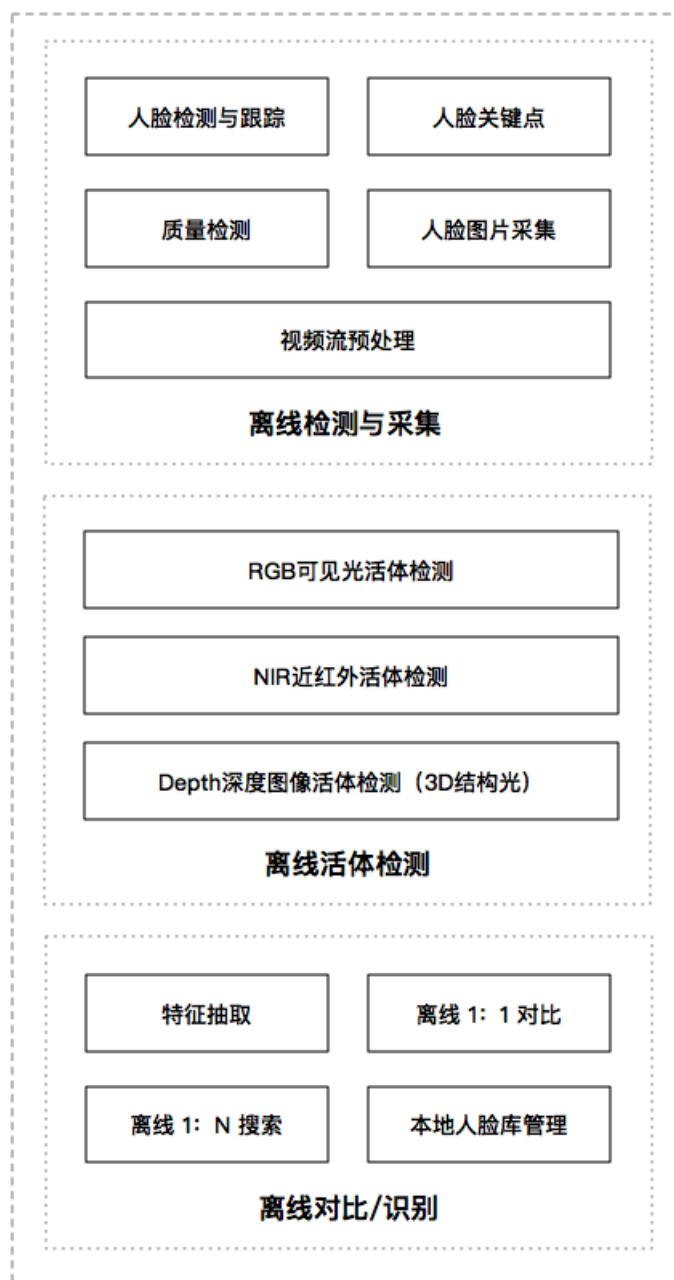 人脸检测与跟踪
人脸关键点
质量检测
人脸图片采集
视频流预处理
离线检测与采集
RGB可见光活体检测
NIR近红外活体检测
Depth深度图像活体检测（3D结构光）
离线活体检测
特征抽取
离线 1：1 对比
离线 1：N 搜索
本地人脸库管理
离线对比/识别